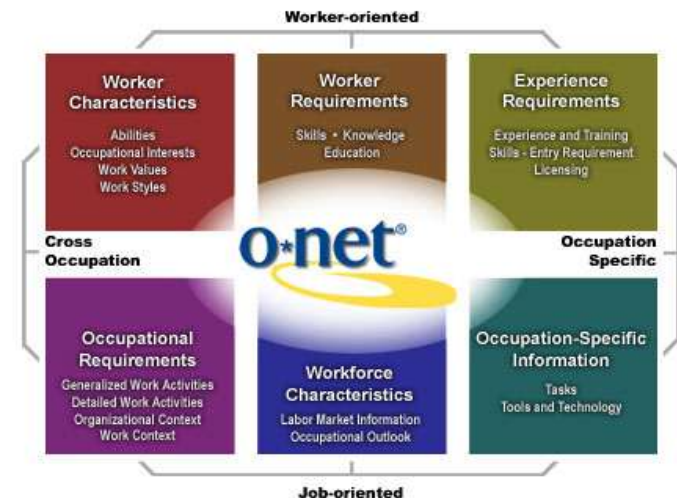 Worker-oriented
Worker
Characteristics
Abilities
Occupational Interests
Work Values
Work Styles
Worker
Requirements
Skills • Knowledge
Education
Experience
Requirements
Experience and Training
Skills - Entry Requirement
Licensing
Cross
Occupation
o*net®
Occupation
Specific
Occupational
Requirements
Generalized Work Activities
Detailed Work Activities
Organizational Context
Work Context
Workforce
Characteristics
Labor Market Information
Occupational Outlook
Occupation-Specific
Information
Tasks
Tools and Technology
Job-oriented